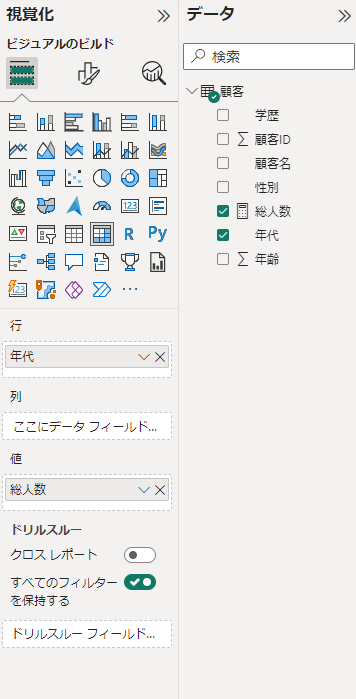 視覚化
ビジュアルのビルド
123
R
Py
123
行
年代
列
ここにデータ フィールド...
値
総人数
ドリルスルー
クロス レポート
すべてのフィルター
を保持する
ドリルスルー フィールド...
データ
検索
顧客
学歴
顧客ID
顧客名
性別
総人数
年代
年齢